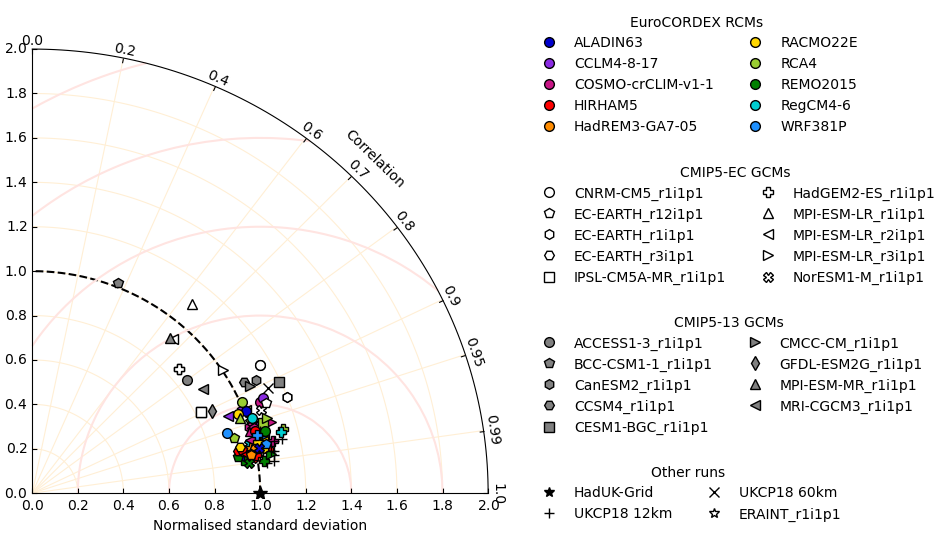 EuroCORDEX RCMs
ALADIN63 RACMO22E
CCLM4-8-17 RCA4
COSMO-crCLIM-v1-1 REMO2015
HIRHAM5 RegCM4-6
HadREM3-GA7-05 WRF381P
CMIP5-EC GCMs
CNRM-CM5_r1i1p1 HadGEM2-ES_r1i1p1
EC-EARTH_r12i1p1 MPI-ESM-LR_r1i1p1
EC-EARTH_r1i1p1 MPI-ESM-LR_r2i1p1
EC-EARTH_r3i1p1 MPI-ESM-LR_r3i1p1
IPSL-CM5A-MR_r1i1p1 NorESM1-M_r1i1p1
CMIP5-13 GCMs
ACCESS1-3_r1i1p1 CMCC-CM_r1i1p1
BCC-CSM1-1_r1i1p1 GFDL-ESM2G_r1i1p1
CanESM2_r1i1p1 MPI-ESM-MR_r1i1p1
CCSM4_r1i1p1 MRI-CGCM3_r1i1p1
CESM1-BGC_r1i1p1
Other runs
HadUK-Grid UKCP18 60km
UKCP18 12km ERAINT_r1i1p1
0.0
0.2
0.4
0.6
Correlation
0.7
0.8
0.9
0.95
0.99
1.0
2.0
1.8
1.6
1.4
1.2
1.0
0.8
0.6
0.4
0.2
0.0
0.0 0.2 0.4 0.6 0.8 1.0 1.2 1.4 1.6 1.8 2.0
Normalised standard deviation